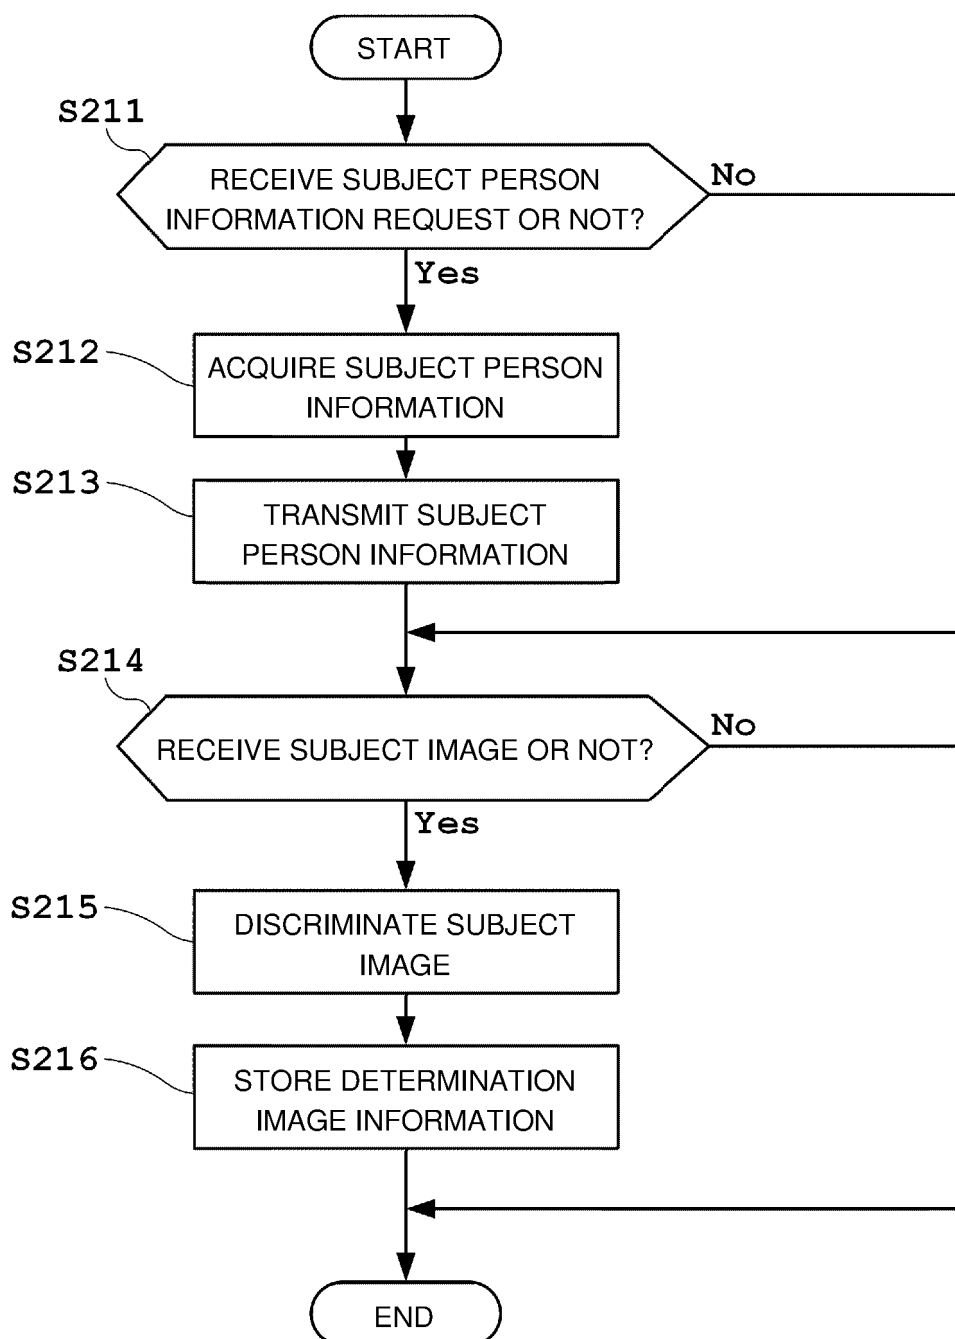 START
S211
RECEIVE SUBJECT PERSON
INFORMATION REQUEST OR NOT?
No
Yes
S212
ACQUIRE SUBJECT PERSON
INFORMATION
S213
TRANSMIT SUBJECT
PERSON INFORMATION
S214
RECEIVE SUBJECT IMAGE OR NOT?
No
Yes
S215
DISCRIMINATE SUBJECT
IMAGE
S216
STORE DETERMINATION
IMAGE INFORMATION
END